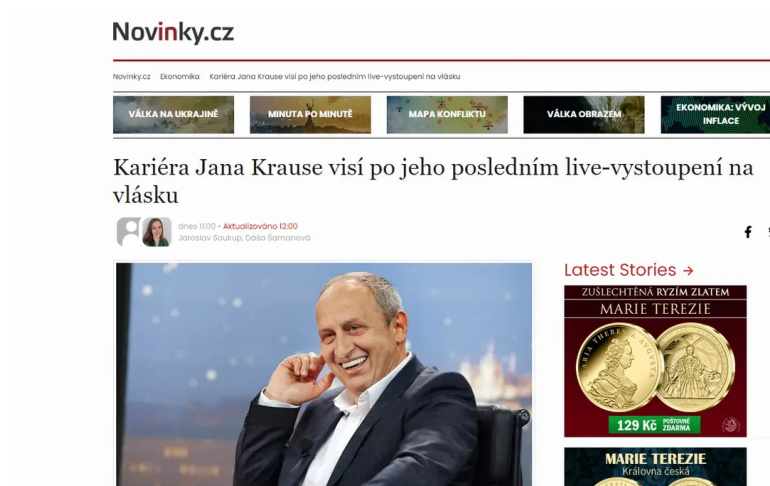 Novinky.cz
Novinky.cz Ekonomika Kariéra Jana Krause visí po jeho posledním live-vystoupení na vlásku
VÁLKA NA UKRAJINĚ
MINUTA PO MINUTĚ
MAPA KONFLIKTU
VÁLKA OBRAZEM
EKONOMIKA: VÝVOJ
INFLACE
Kariéra Jana Krause visí po jeho posledním live-vystoupení na
vlásku
dnes 11:00 • Aktualizováno 12:00
Jaroslav Soukup, Dáša Šamanová
Latest Stories →
ZUŠLECHTĚNÁ RYZÍM ZLATEM
MARIE TEREZIE
129 Kč POŠTOVNÉ
ZDARMA
MARIE TEREZIE
Královna česká